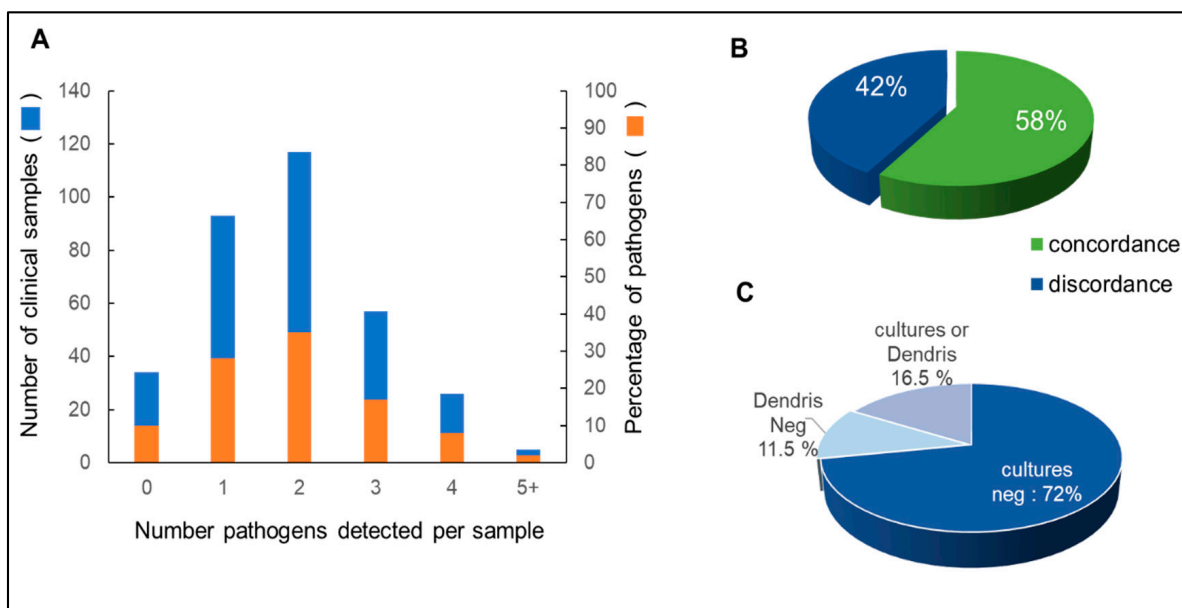 A
Number of clinical samples ( )
140
120
100
80
60
40
20
0
0
1
2
3
4
5+
Number pathogens detected per sample
100
90
80
70
60
50
40
30
20
10
0
Percentage of pathogens ( )
B
42%
58%
concordance
discordance
C
cultures or
Dendris
16.5 %
Dendris
Neg
11.5 %
cultures
neg : 72%